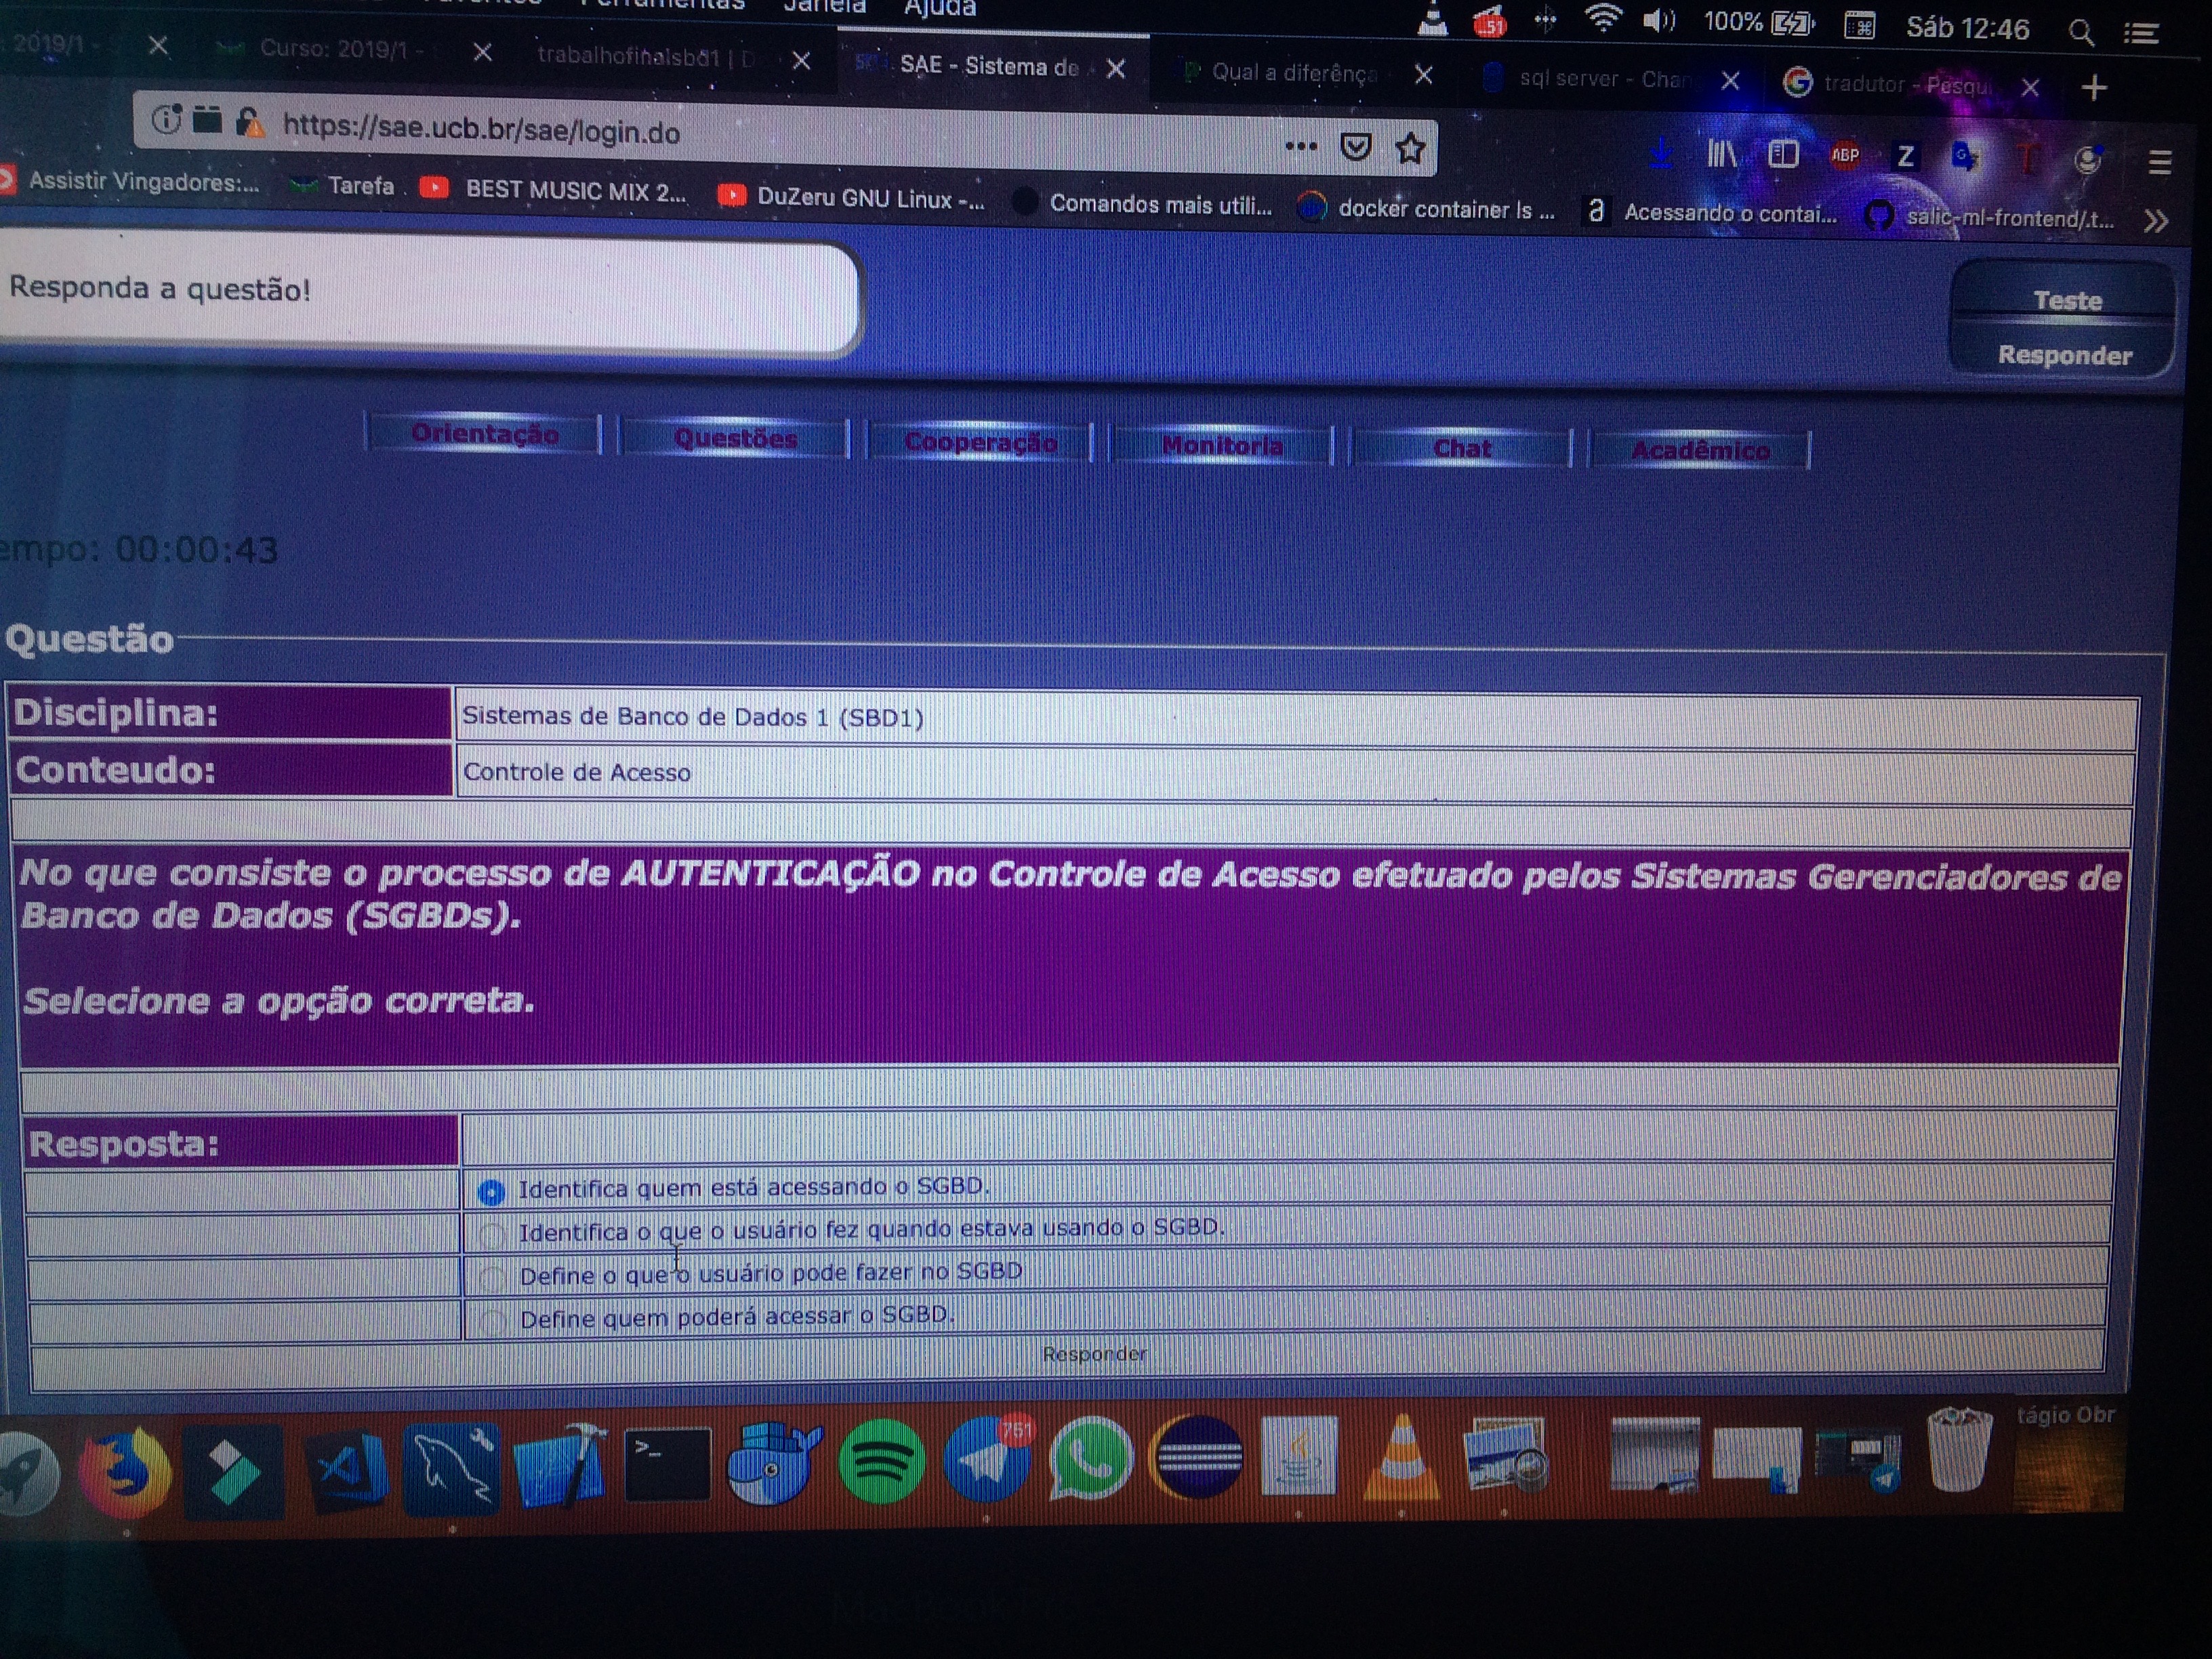 Ferramentas Janela Ajuda
51
100%
Sáb 12:46
2019/1 -
Curso: 2019/1 -
trabalhofinalsbd1 | D
SAE - Sistema de
Qual a diferença
sql server - Chan
tradutor - Pesqui
https://sae.ucb.br/sae/login.do
ABP
Z
T
Assistir Vingadores:...
Tarefa
BEST MUSIC MIX 2...
DuZeru GNU Linux -...
Comandos mais utili...
docker container ls ...
a Acessando o contai...
salic-ml-frontend/.t...
Responda a questão!
Teste
Responder
Orientação
Questões
Cooperação
Monitoria
Chat
Acadêmico
empo: 00:00:43
Questão
Disciplina: Sistemas de Banco de Dados 1 (SBD1)
Conteudo: Controle de Acesso
No que consiste o processo de AUTENTICAÇÃO no Controle de Acesso efetuado pelos Sistemas Gerenciadores de
Banco de Dados (SGBDs).
Selecione a opção correta.
Resposta:
Identifica quem está acessando o SGBD.
Identifica o que o usuário fez quando estava usando o SGBD.
Define o que o usuário pode fazer no SGBD
Define quem poderá acessar o SGBD.
Responder
>_
751
tágio Obr